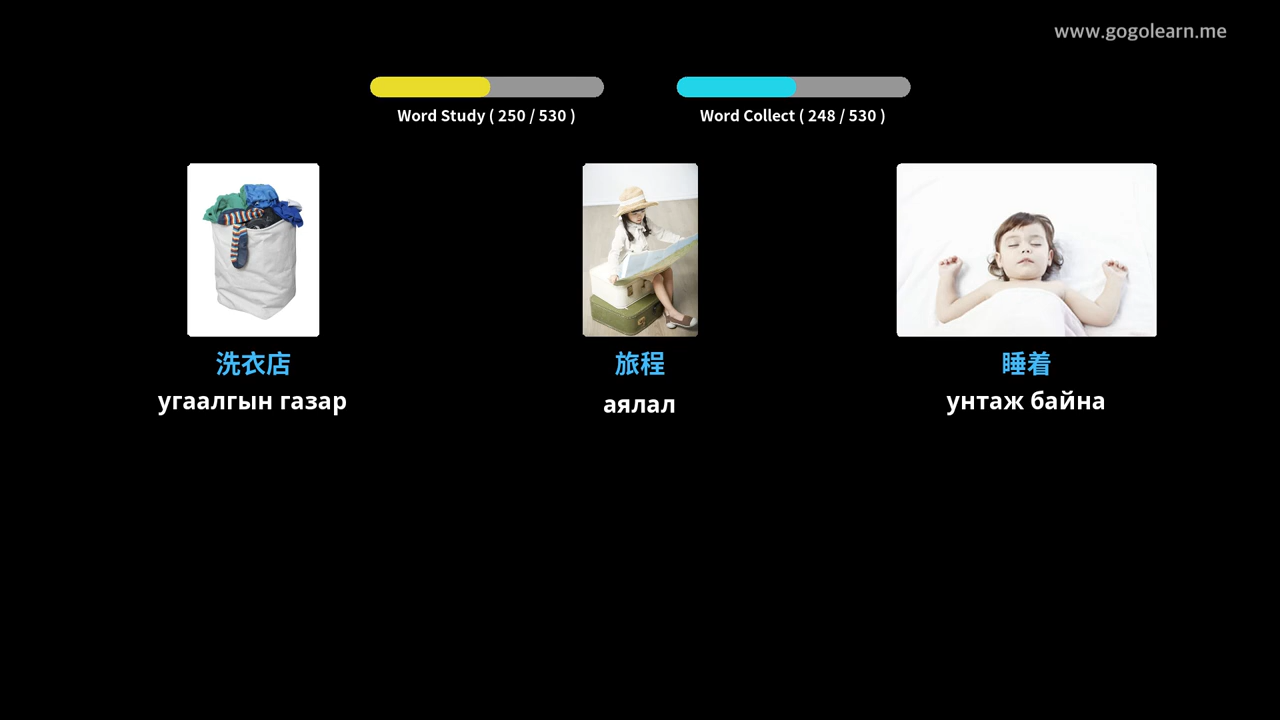 www.gogolearn.me
Word Study ( 250 / 530 )
Word Collect ( 248 / 530 )
洗衣店
旅程
睡着
угаалгын газар
аялал
унтаж байна